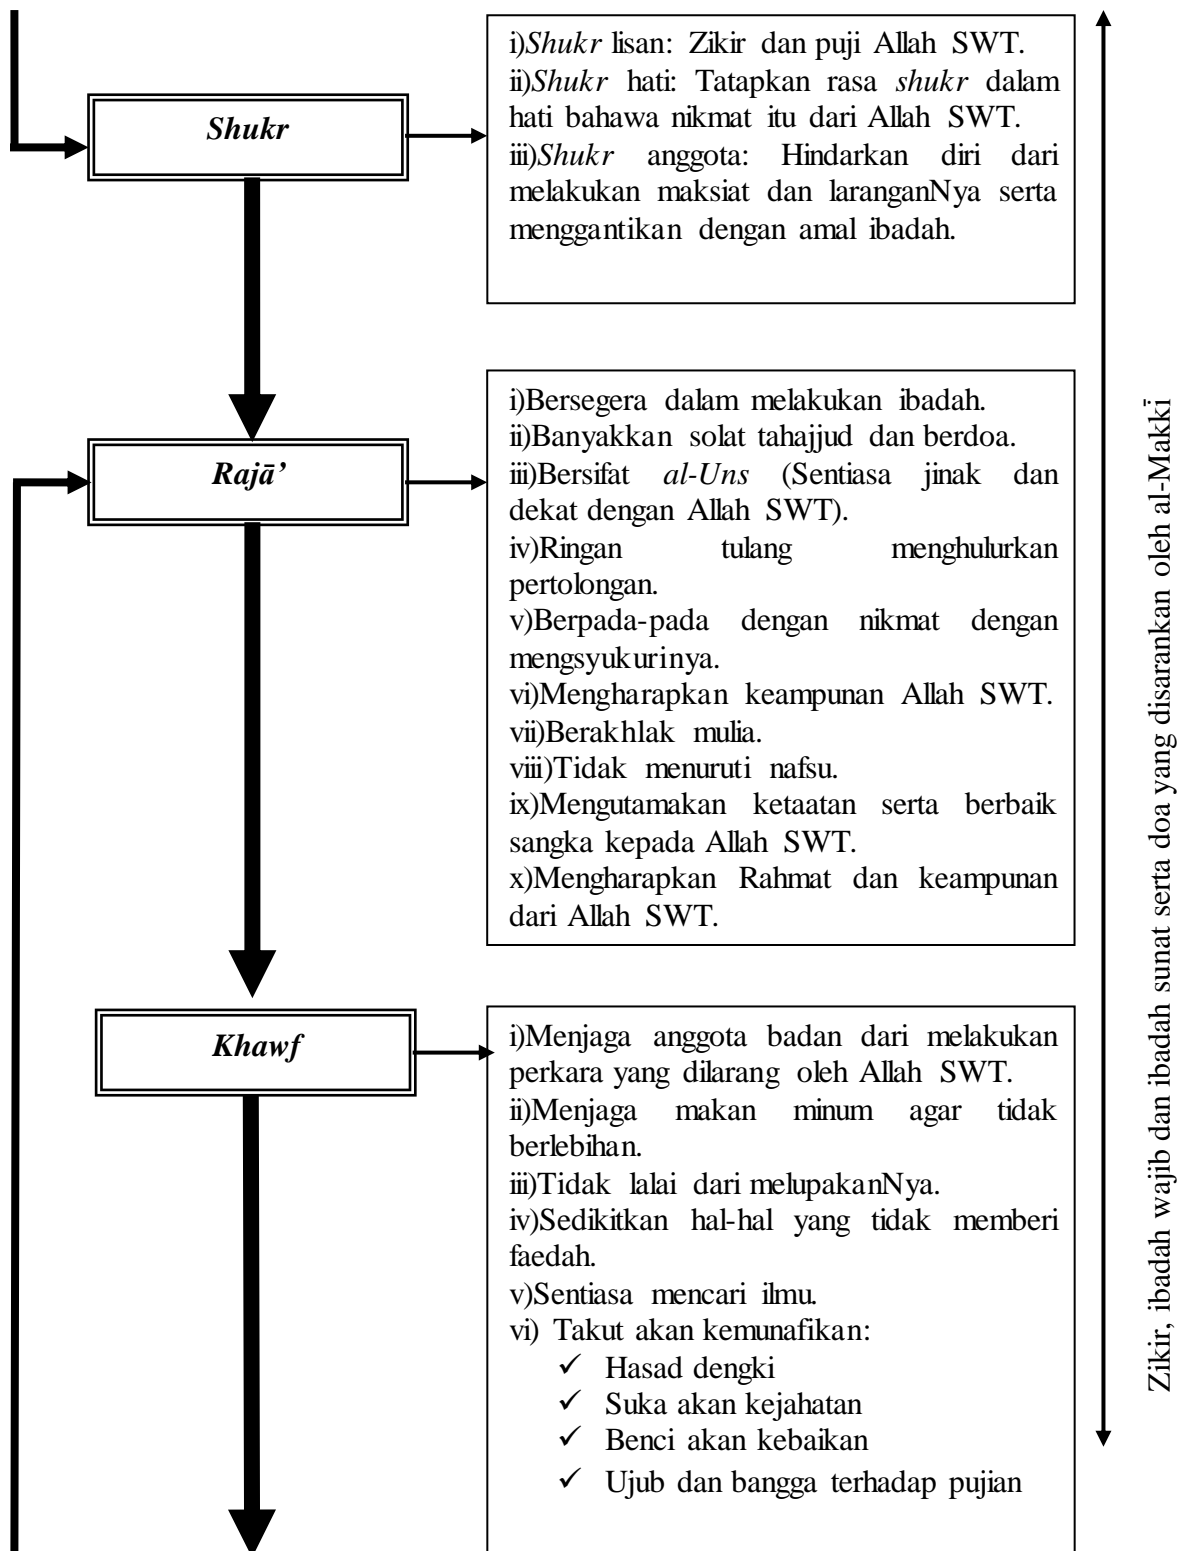 Shukr
i)Shukr lisan: Zikir dan puji Allah SWT.
ii)Shukr hati: Tatapkan rasa shukr dalam
hati bahawa nikmat itu dari Allah SWT.
iii)Shukr anggota: Hindarkan diri dari
melakukan maksiat dan laranganNya serta
menggantikan dengan amal ibadah.
Rajā’
i)Bersegera dalam melakukan ibadah.
ii)Banyakkan solat tahajjud dan berdoa.
iii)Bersifat al-Uns (Sentiasa jinak dan
dekat dengan Allah SWT).
iv)Ringan tulang menghulurkan
pertolongan.
v)Berpada-pada dengan nikmat dengan
mengsyukurinya.
vi)Mengharapkan keampunan Allah SWT.
vii)Berakhlak mulia.
viii)Tidak menuruti nafsu.
ix)Mengutamakan ketaatan serta berbaik
sangka kepada Allah SWT.
x)Mengharapkan Rahmat dan keampunan
dari Allah SWT.
Khawf
i)Menjaga anggota badan dari melakukan
perkara yang dilarang oleh Allah SWT.
ii)Menjaga makan minum agar tidak
berlebihan.
iii)Tidak lalai dari melupakanNya.
iv)Sedikitkan hal-hal yang tidak memberi
faedah.
v)Sentiasa mencari ilmu.
vi) Takut akan kemunafikan:
✓ Hasad dengki
✓ Suka akan kejahatan
✓ Benci akan kebaikan
✓ Ujub dan bangga terhadap pujian
Zikir, ibadah wajib dan ibadah sunat serta doa yang disarankan oleh al-Makkī